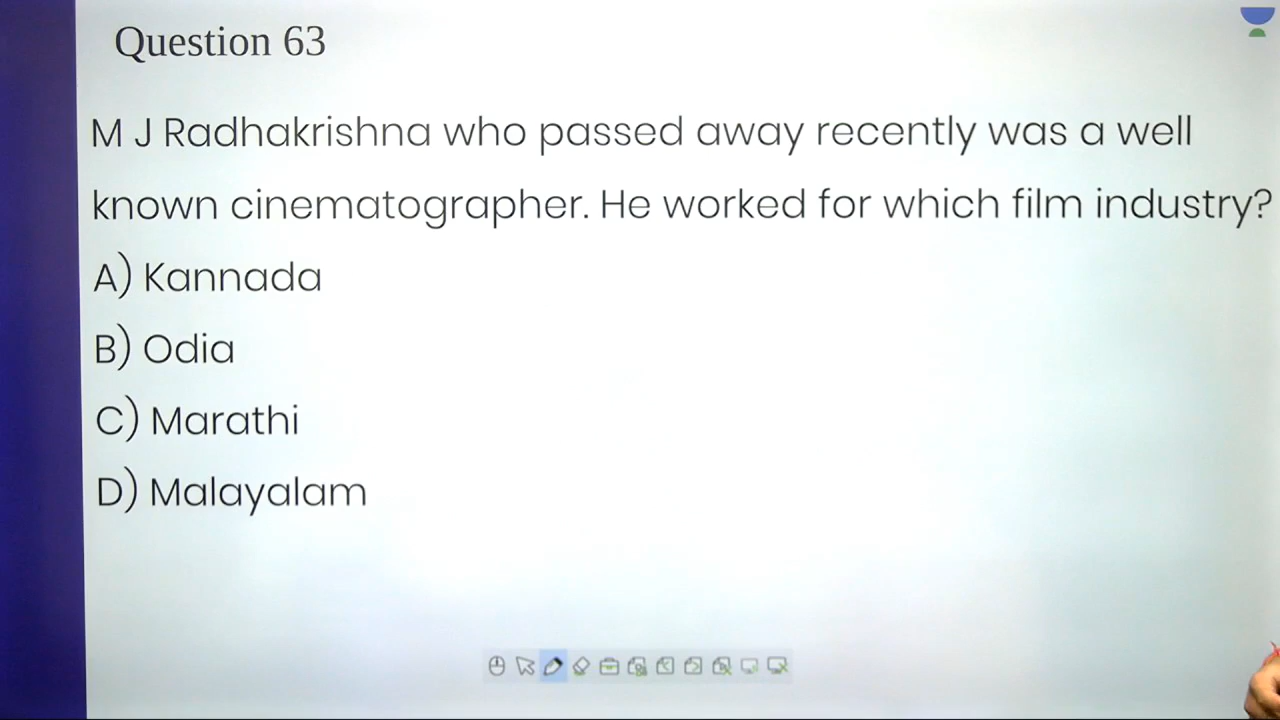 Question 63
M J Radhakrishna who passed away recently was a well
known cinematographer. He worked for which film industry?
A) Kannada
B) Odia
C) Marathi
D) Malayalam